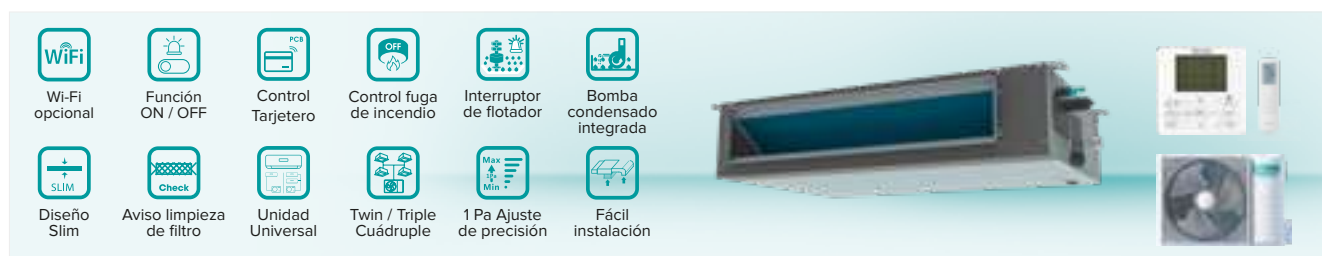 WiFi
PCB
OFF
Wi-Fi
opcional
Función
ON / OFF
Control
Tarjetero
Control fuga
de incendio
Interruptor
de flotador
Bomba
condensado
integrada
SLIM
Check
Max
1Pa
Min
Diseño
Slim
Aviso limpieza
de filtro
Unidad
Universal
Twin / Triple
Cuádruple
1 Pa Ajuste
de precisión
Fácil
instalación